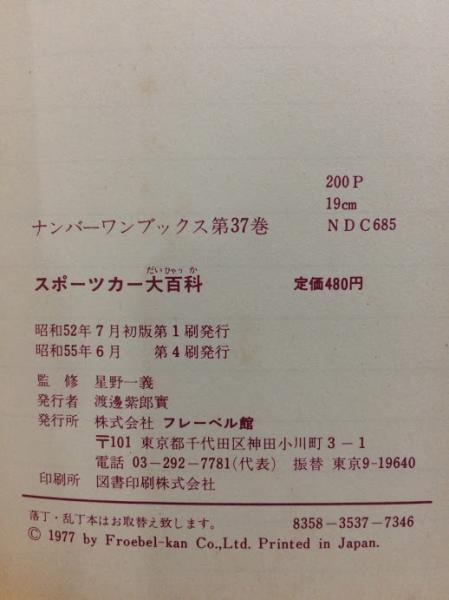 200P
19cm
ナンバーワンブックス第37巻 NDC685
だいひゃっか
スポーツカー大百科 定価480円
昭和52年7月初版第1刷発行
昭和55年6月 第4刷発行
監修 星野一義
発行者 渡邊紫郎實
発行所 株式会社 フレーベル館
〒101 東京都千代田区神田小川町3-1
電話 03-292-7781(代表) 振替 東京9-19640
印刷所 図書印刷株式会社
落丁・乱丁本はお取替え致します。 8358-3537-7346
© 1977 by Froebel-kan Co.,Ltd. Printed in Japan.